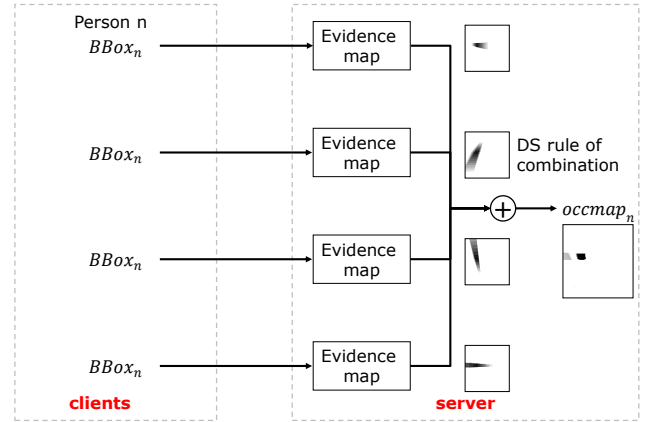 Person n
BBox_n
Evidence
map
BBox_n
Evidence
map
DS rule of
combination
+
occmap_n
BBox_n
Evidence
map
BBox_n
Evidence
map
clients
server